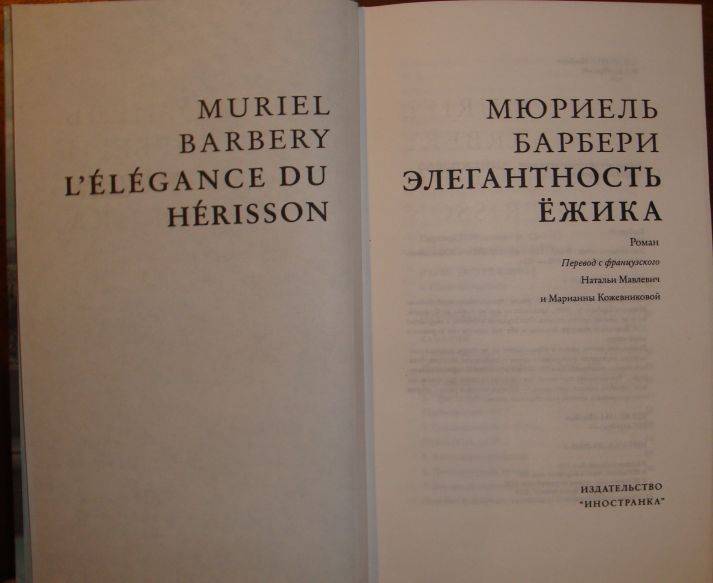 MURIEL
BARBERY
L'ÉLÉGANCE DU
HÉRISSON
МЮРИЕЛЬ
БАРБЕРИ
ЭЛЕГАНТНОСТЬ
ЁЖИКА
Роман
Перевод с французского
Натальи Мавлевич
и Марианны Кожевниковой
ИЗДАТЕЛЬСТВО
"ИНОСТРАНКА"